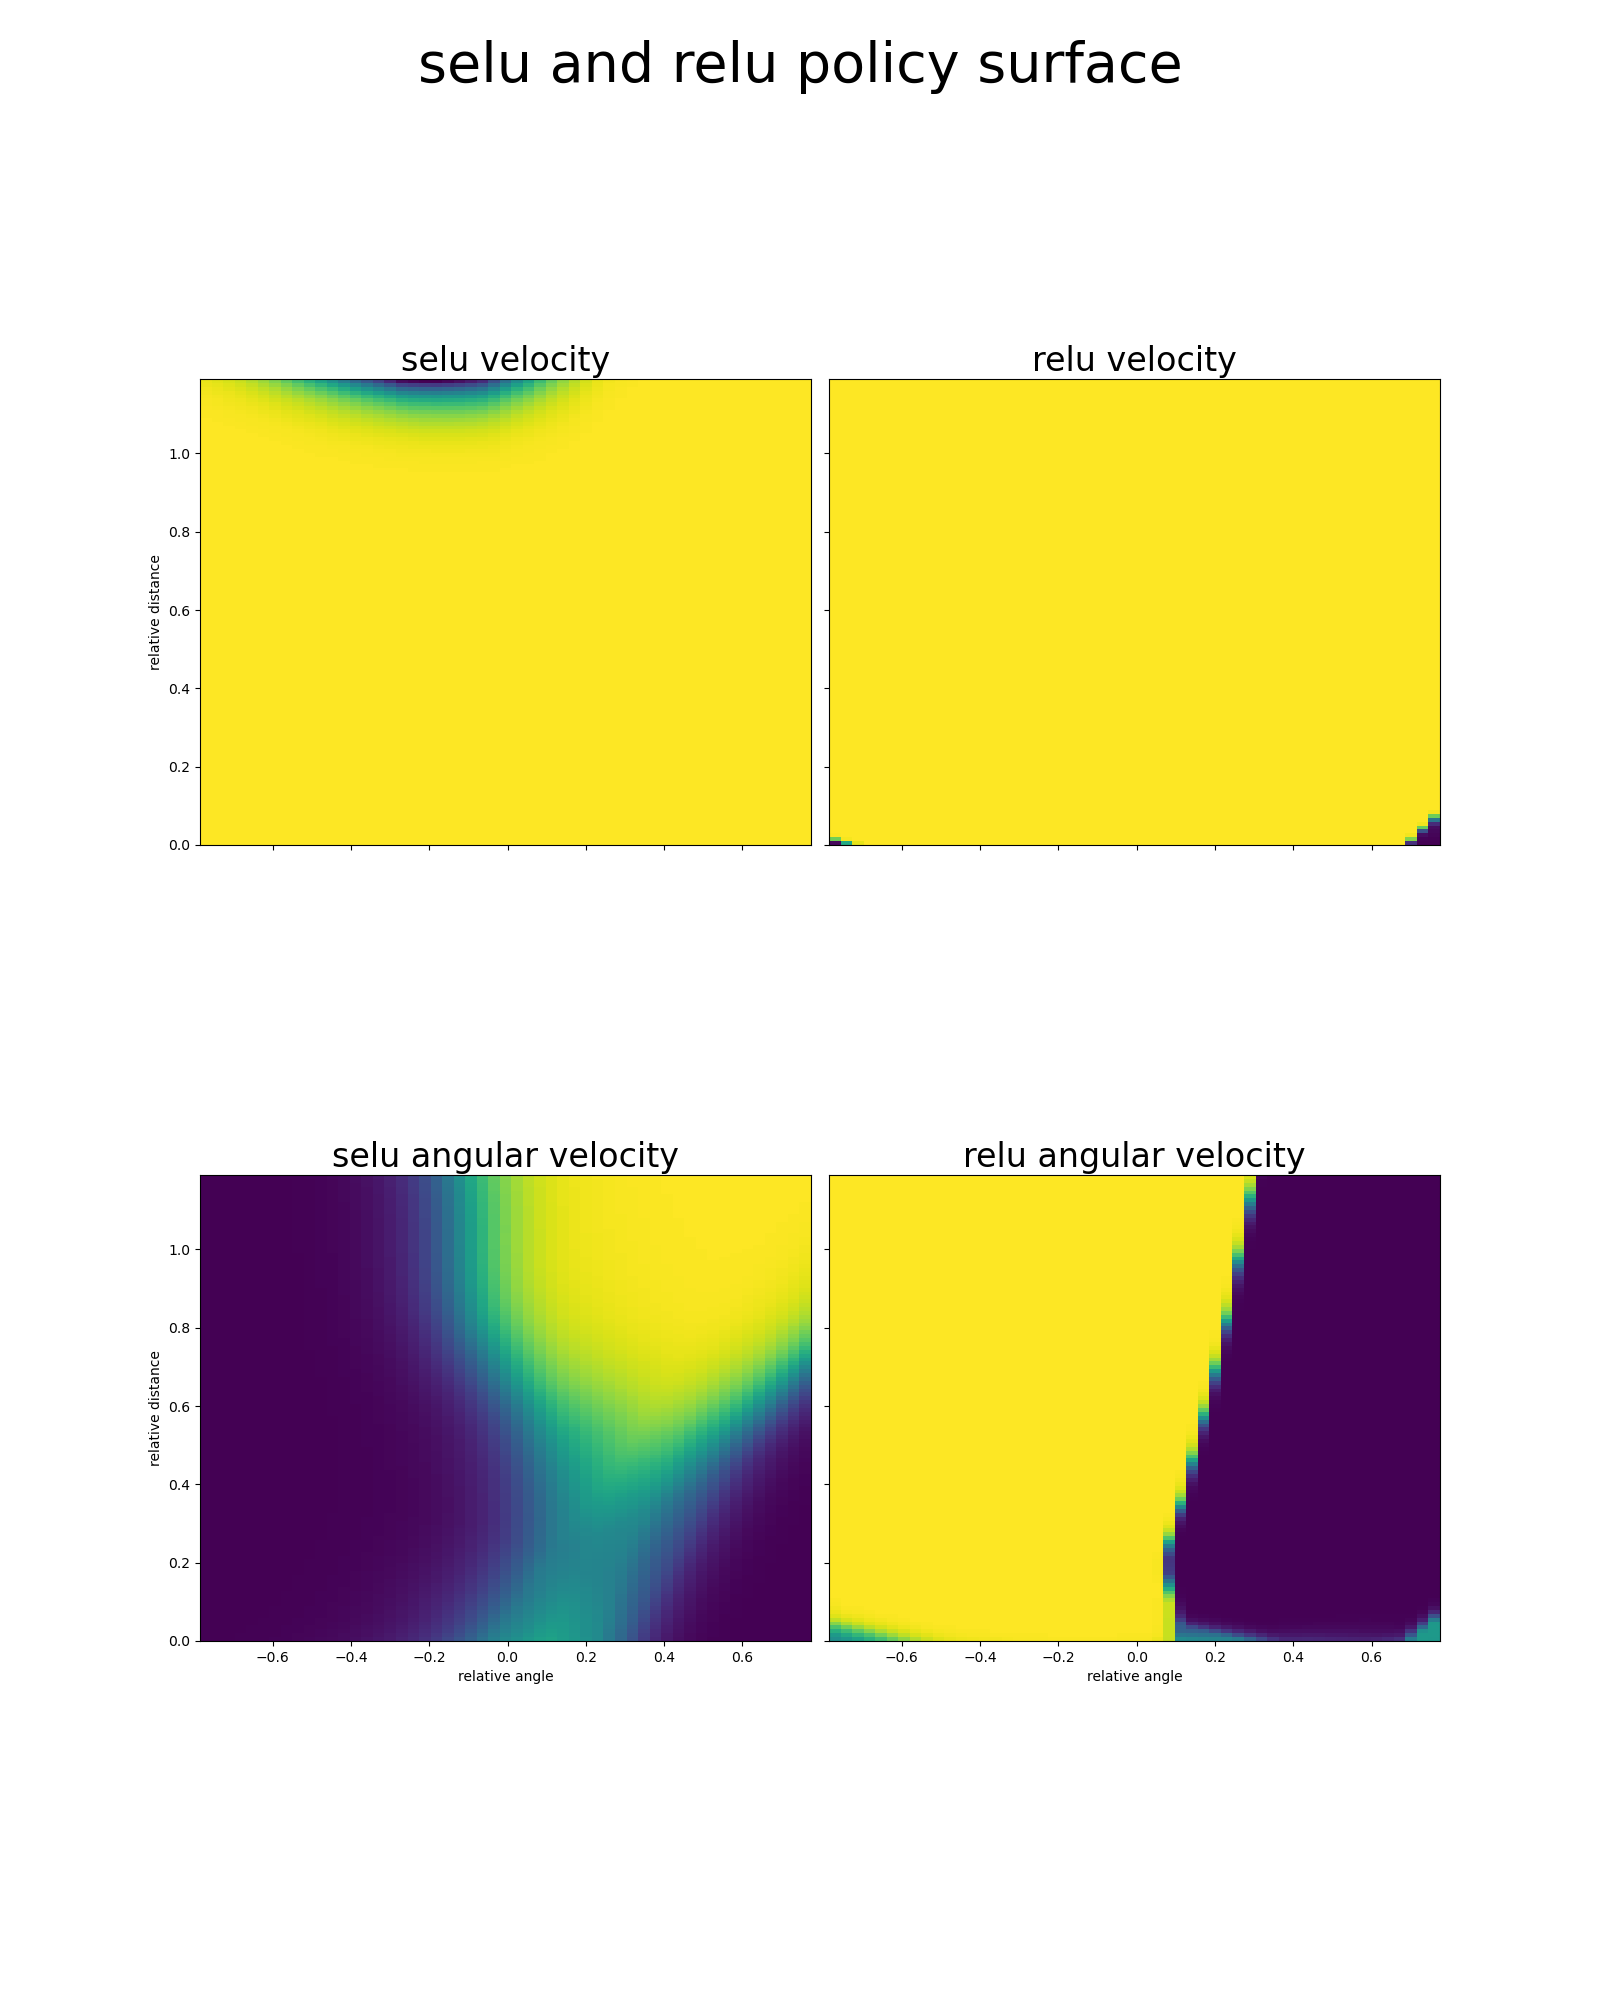 selu and relu policy surface
selu velocity
relu velocity
relative distance
1.0
0.8
0.6
0.4
0.2
0.0
selu angular velocity
relu angular velocity
relative distance
1.0
0.8
0.6
0.4
0.2
0.0
−0.6 −0.4 −0.2 0.0 0.2 0.4 0.6
−0.6 −0.4 −0.2 0.0 0.2 0.4 0.6
relative angle
relative angle